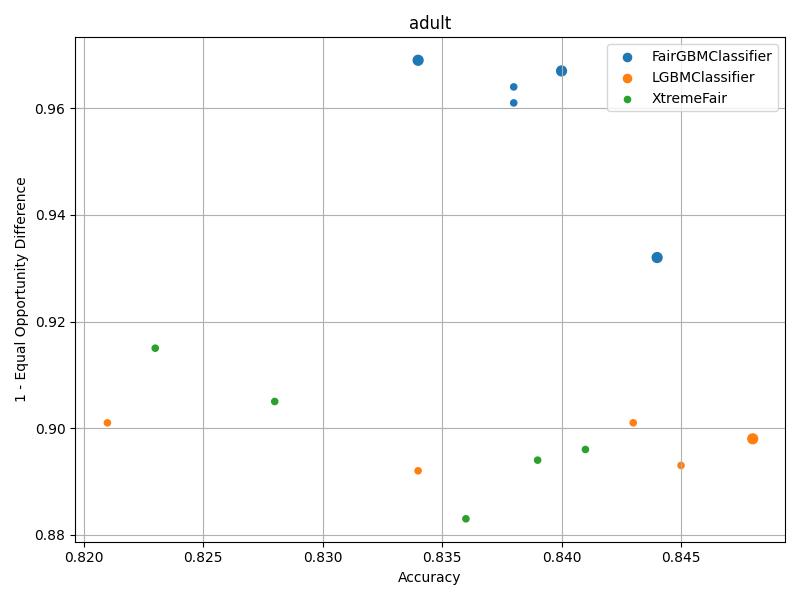 adult
FairGBMClassifier
LGBMClassifier
XtremeFair
1 - Equal Opportunity Difference
0.96
0.94
0.92
0.90
0.88
0.820
0.825
0.830
0.835
0.840
0.845
Accuracy